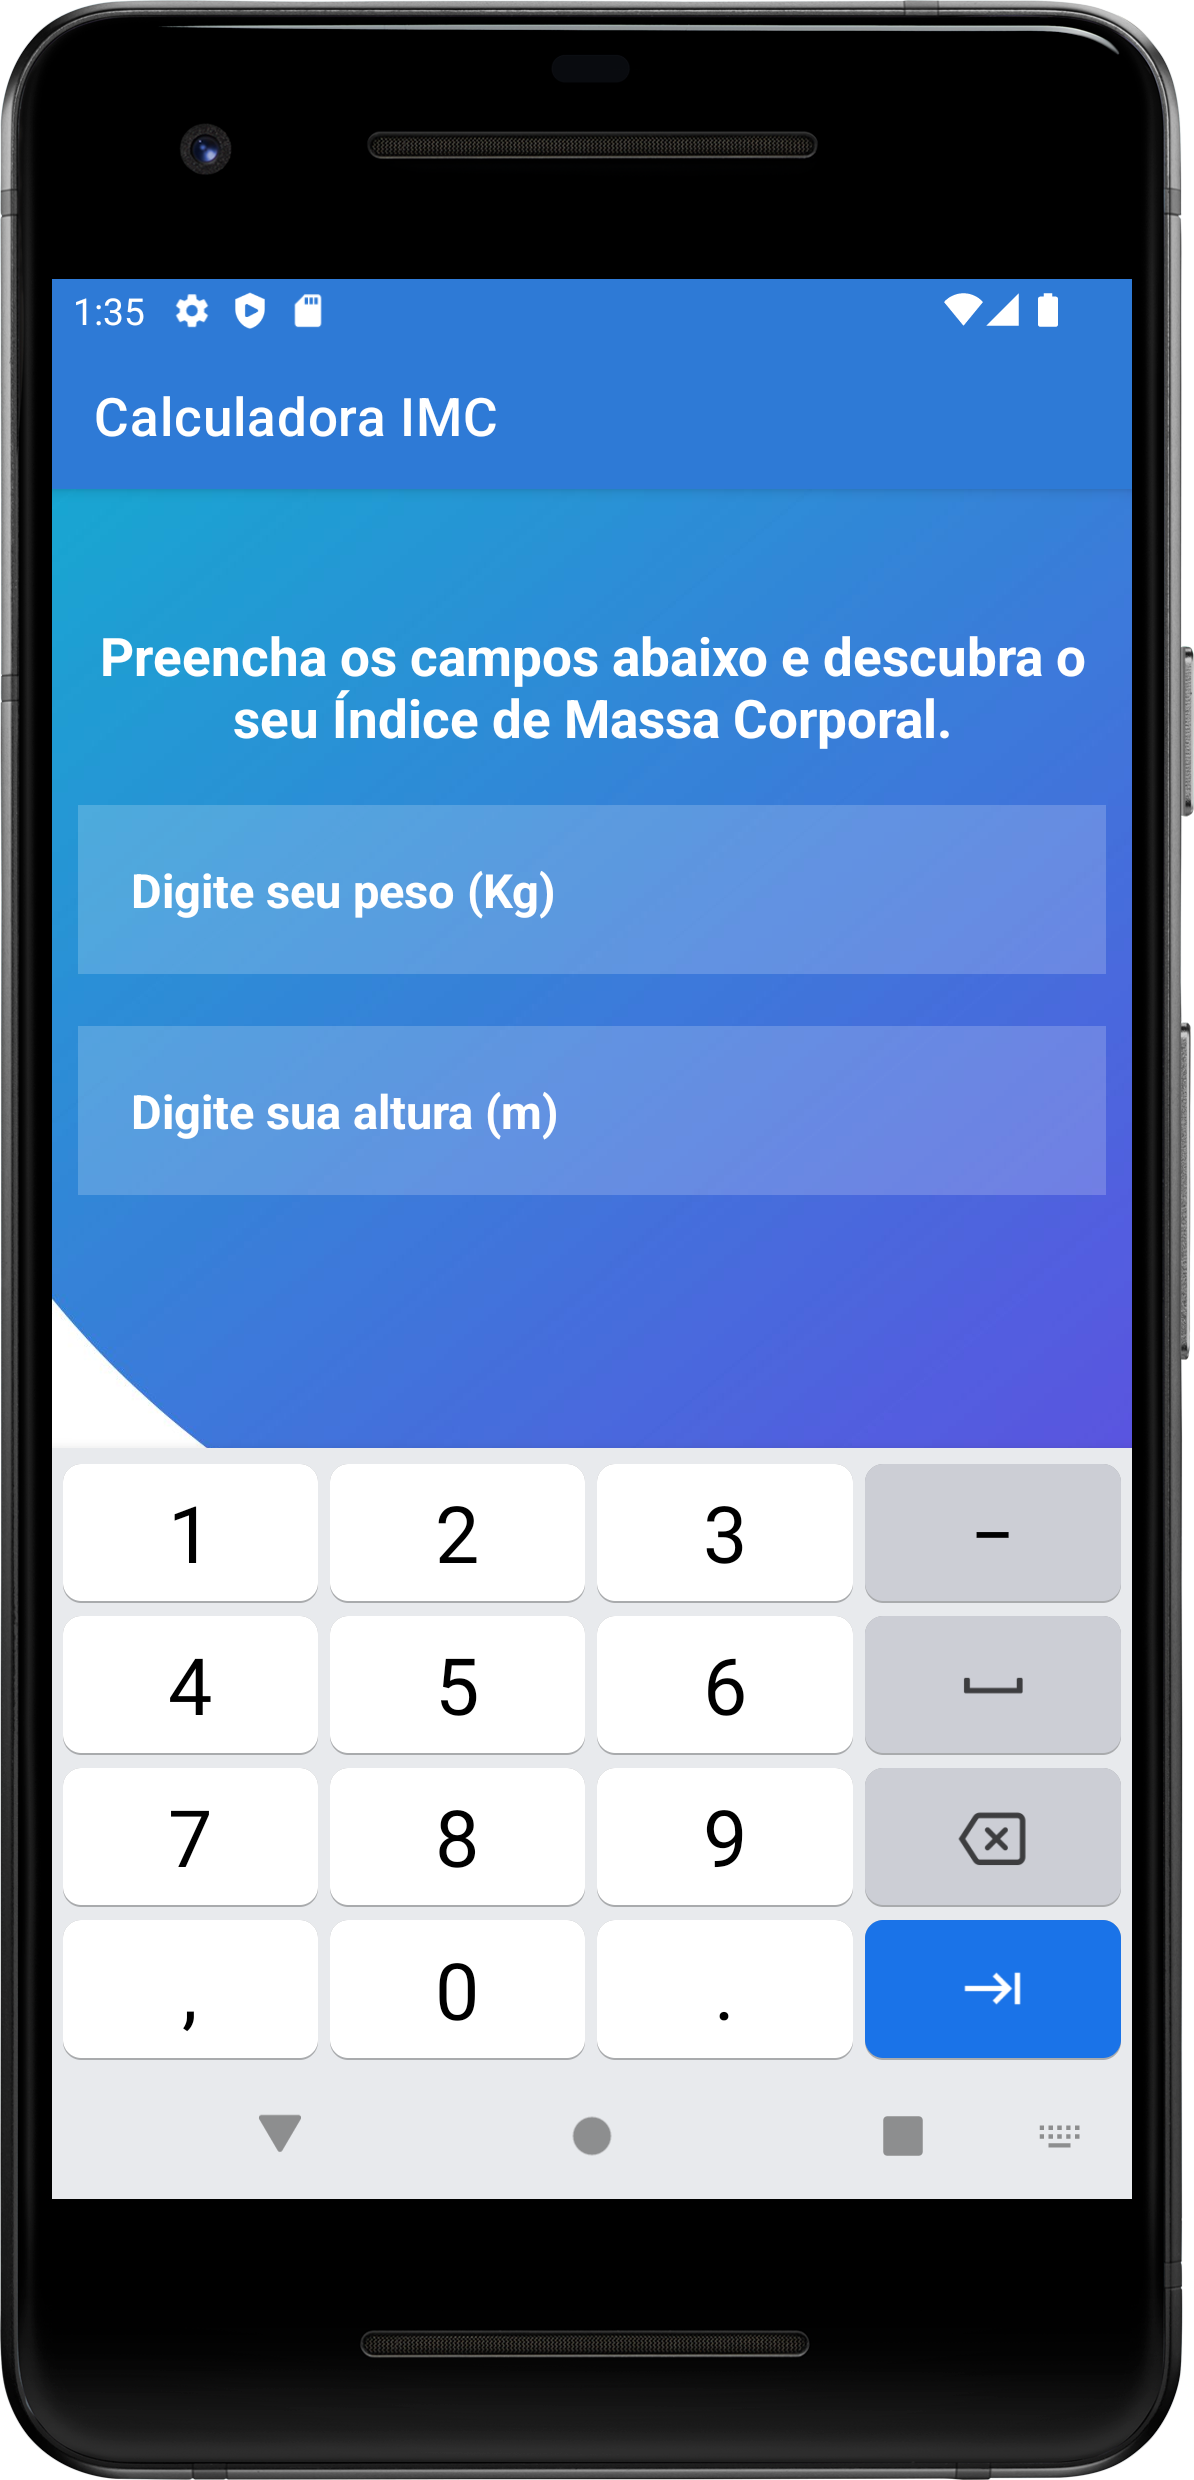 1:35
Calculadora IMC
Preencha os campos abaixo e descubra o
seu Índice de Massa Corporal.
Digite seu peso (Kg)
Digite sua altura (m)
1 2 3 –
4 5 6
7 8 9
, 0 .